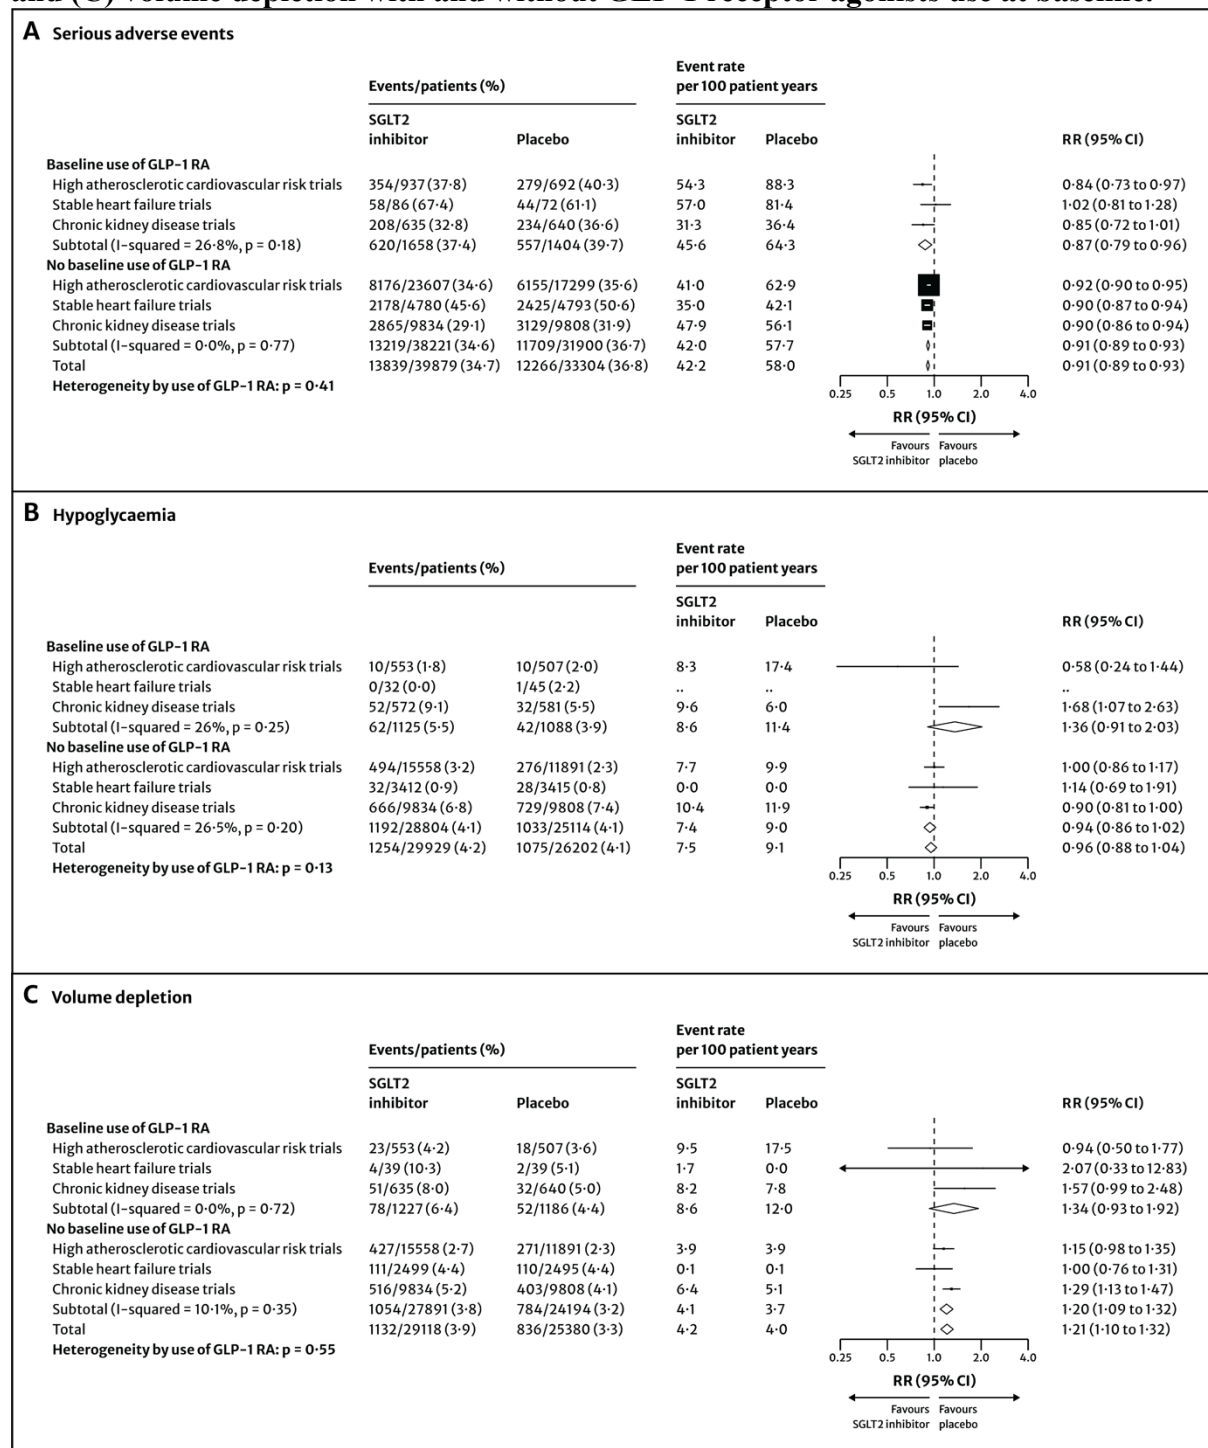 and (C) volume depletion with and without GLP-1 receptor agonists use at baseline.
A Serious adverse events
Events/patients (%) Event rate per 100 patient years
SGLT2 inhibitor Placebo SGLT2 inhibitor Placebo RR (95% CI)
Baseline use of GLP-1 RA
High atherosclerotic cardiovascular risk trials 354/937 (37·8) 279/692 (40·3) 54·3 88·3 0·84 (0·73 to 0·97)
Stable heart failure trials 58/86 (67·4) 44/72 (61·1) 57·0 81·4 1·02 (0·81 to 1·28)
Chronic kidney disease trials 208/635 (32·8) 234/640 (36·6) 31·3 36·4 0·85 (0·72 to 1·01)
Subtotal (I-squared = 26·8%, p = 0·18) 620/1658 (37·4) 557/1404 (39·7) 45·6 64·3 0·87 (0·79 to 0·96)
No baseline use of GLP-1 RA
High atherosclerotic cardiovascular risk trials 8176/23607 (34·6) 6155/17299 (35·6) 41·0 62·9 0·92 (0·90 to 0·95)
Stable heart failure trials 2178/4780 (45·6) 2425/4793 (50·6) 35·0 42·1 0·90 (0·87 to 0·94)
Chronic kidney disease trials 2865/9834 (29·1) 3129/9808 (31·9) 47·9 56·1 0·90 (0·86 to 0·94)
Subtotal (I-squared = 0·0%, p = 0·77) 13219/38221 (34·6) 11709/31900 (36·7) 42·0 57·7 0·91 (0·89 to 0·93)
Total 13839/39879 (34·7) 12266/33304 (36·8) 42·2 58·0 0·91 (0·89 to 0·93)
Heterogeneity by use of GLP-1 RA: p = 0·41
0.25 0.5 1.0 2.0 4.0
RR (95% CI)
Favours SGLT2 inhibitor Favours placebo
B Hypoglycaemia
Events/patients (%) Event rate per 100 patient years
SGLT2 inhibitor Placebo RR (95% CI)
Baseline use of GLP-1 RA
High atherosclerotic cardiovascular risk trials 10/553 (1·8) 10/507 (2·0) 8·3 17·4 0·58 (0·24 to 1·44)
Stable heart failure trials 0/32 (0·0) 1/45 (2·2) .. .. ..
Chronic kidney disease trials 52/572 (9·1) 32/581 (5·5) 9·6 6·0 1·68 (1·07 to 2·63)
Subtotal (I-squared = 26%, p = 0·25) 62/1125 (5·5) 42/1088 (3·9) 8·6 11·4 1·36 (0·91 to 2·03)
No baseline use of GLP-1 RA
High atherosclerotic cardiovascular risk trials 494/15558 (3·2) 276/11891 (2·3) 7·7 9·9 1·00 (0·86 to 1·17)
Stable heart failure trials 32/3412 (0·9) 28/3415 (0·8) 0·0 0·0 1·14 (0·69 to 1·91)
Chronic kidney disease trials 666/9834 (6·8) 729/9808 (7·4) 10·4 11·9 0·90 (0·81 to 1·00)
Subtotal (I-squared = 26·5%, p = 0·20) 1192/28804 (4·1) 1033/25114 (4·1) 7·4 9·0 0·94 (0·86 to 1·02)
Total 1254/29929 (4·2) 1075/26202 (4·1) 7·5 9·1 0·96 (0·88 to 1·04)
Heterogeneity by use of GLP-1 RA: p = 0·13
0.25 0.5 1.0 2.0 4.0
RR (95% CI)
Favours SGLT2 inhibitor Favours placebo
C Volume depletion
Events/patients (%) Event rate per 100 patient years
SGLT2 inhibitor Placebo SGLT2 inhibitor Placebo RR (95% CI)
Baseline use of GLP-1 RA
High atherosclerotic cardiovascular risk trials 23/553 (4·2) 18/507 (3·6) 9·5 17·5 0·94 (0·50 to 1·77)
Stable heart failure trials 4/39 (10·3) 2/39 (5·1) 1·7 0·0 2·07 (0·33 to 12·83)
Chronic kidney disease trials 51/635 (8·0) 32/640 (5·0) 8·2 7·8 1·57 (0·99 to 2·48)
Subtotal (I-squared = 0·0%, p = 0·72) 78/1227 (6·4) 52/1186 (4·4) 8·6 12·0 1·34 (0·93 to 1·92)
No baseline use of GLP-1 RA
High atherosclerotic cardiovascular risk trials 427/15558 (2·7) 271/11891 (2·3) 3·9 3·9 1·15 (0·98 to 1·35)
Stable heart failure trials 111/2499 (4·4) 110/2495 (4·4) 0·1 0·1 1·00 (0·76 to 1·31)
Chronic kidney disease trials 516/9834 (5·2) 403/9808 (4·1) 6·4 5·1 1·29 (1·13 to 1·47)
Subtotal (I-squared = 10·1%, p = 0·35) 1054/27891 (3·8) 784/24194 (3·2) 4·1 3·7 1·20 (1·09 to 1·32)
Total 1132/29118 (3·9) 836/25380 (3·3) 4·2 4·0 1·21 (1·10 to 1·32)
Heterogeneity by use of GLP-1 RA: p = 0·55
0.25 0.5 1.0 2.0 4.0
RR (95% CI)
Favours SGLT2 inhibitor Favours placebo